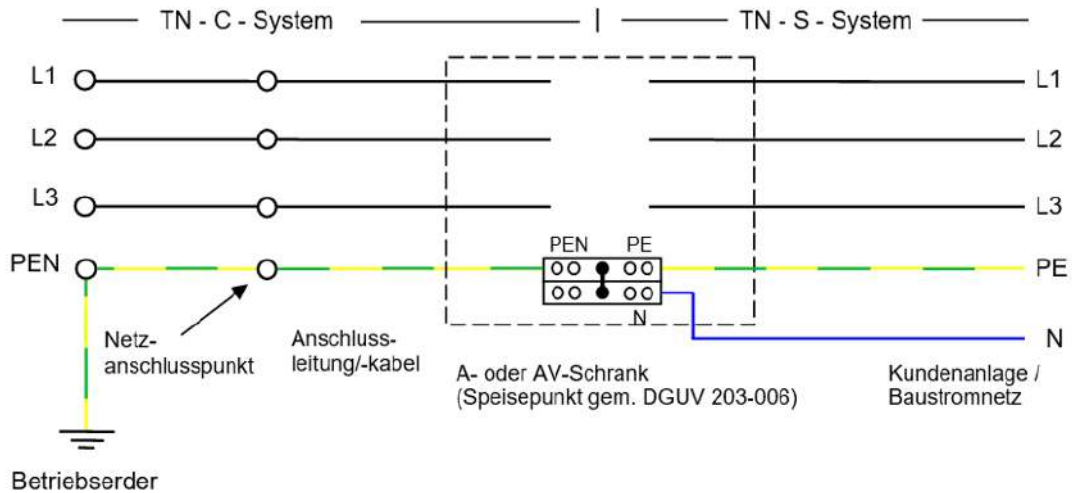 TN - C - System
TN - S - System
L1
L1
L2
L2
L3
L3
PEN
PEN
PE
PE
N
N
Netz-
anschlusspunkt
Anschluss-
leitung/-kabel
A- oder AV-Schrank
(Speisepunkt gem. DGUV 203-006)
Kundenanlage /
Baustromnetz
Betriebserder